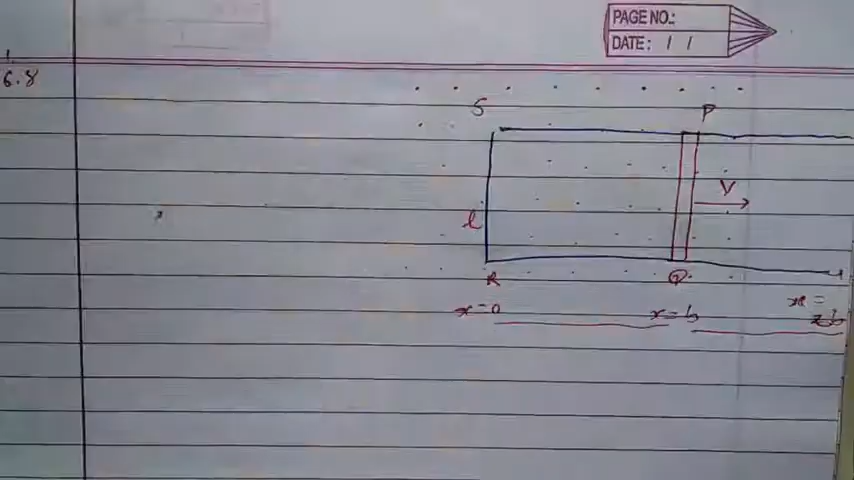 PAGE NO.:
DATE: / /
6.8
S P
V
l
R Q
x=0 x=b x=
2b